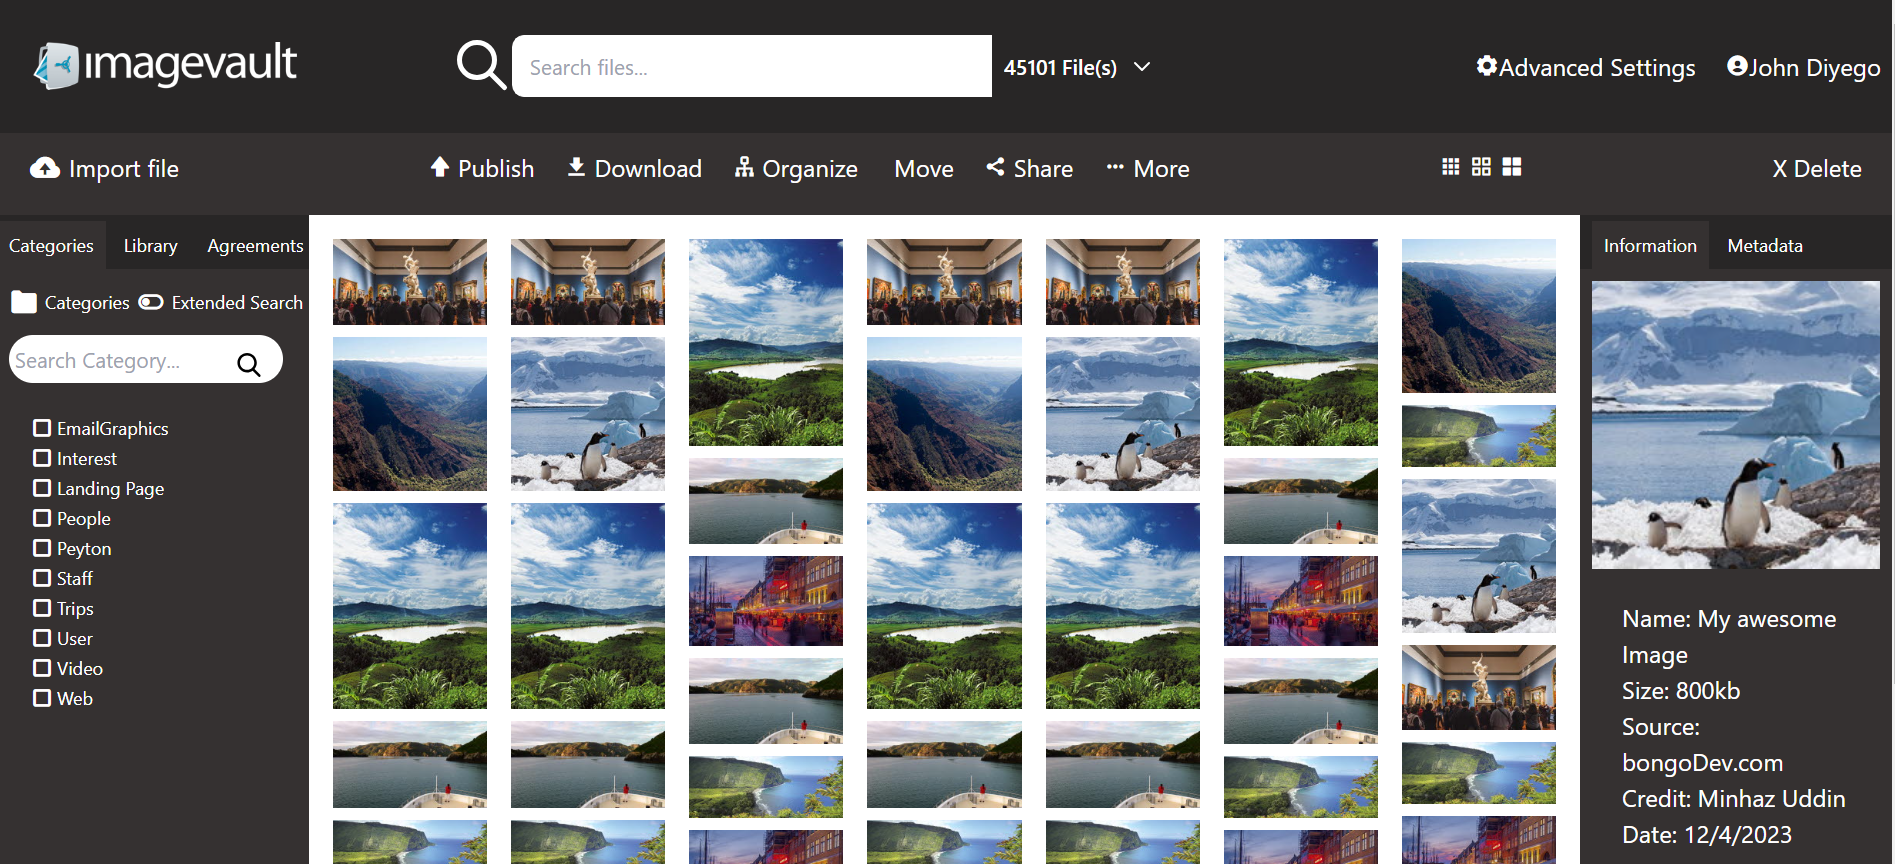 imagevault
Search files...
45101 File(s)
Advanced Settings
John Diyego
Import file
Publish
Download
Organize
Move
Share
More
X Delete
Categories
Library
Agreements
Categories
Extended Search
Search Category...
EmailGraphics
Interest
Landing Page
People
Peyton
Staff
Trips
User
Video
Web
Information
Metadata
Name: My awesome
Image
Size: 800kb
Source:
bongoDev.com
Credit: Minhaz Uddin
Date: 12/4/2023